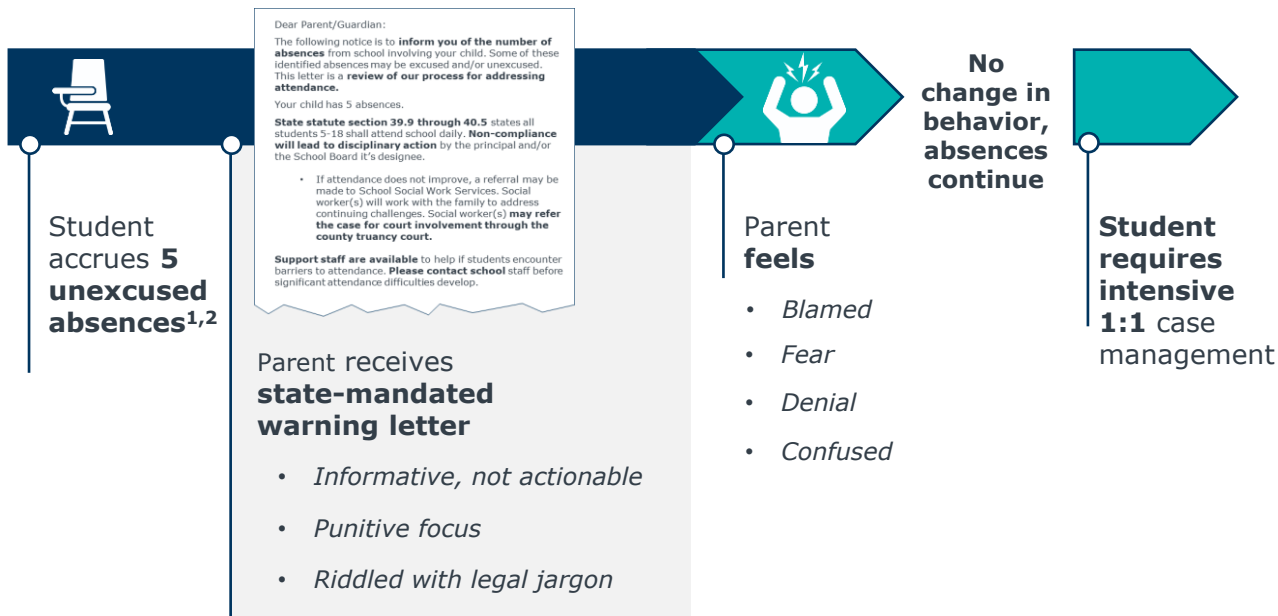 Dear Parent/Guardian:
The following notice is to inform you of the number of
absences from school involving your child. Some of these
identified absences may be excused and/or unexcused.
This letter is a review of our process for addressing
attendance.
Your child has 5 absences.
State statute section 39.9 through 40.5 states all
students 5-18 shall attend school daily. Non-compliance
will lead to disciplinary action by the principal and/or
the School Board it's designee.
• If attendance does not improve, a referral may be
made to School Social Work Services. Social
worker(s) will work with the family to address
continuing challenges. Social worker(s) may refer
the case for court involvement through the
county truancy court.
Support staff are available to help if students encounter
barriers to attendance. Please contact school staff before
significant attendance difficulties develop.
Student
accrues 5
unexcused
absences1,2
Parent receives
state-mandated
warning letter
• Informative, not actionable
• Punitive focus
• Riddled with legal jargon
Parent
feels
• Blamed
• Fear
• Denial
• Confused
No
change in
behavior,
absences
continue
Student
requires
intensive
1:1 case
management